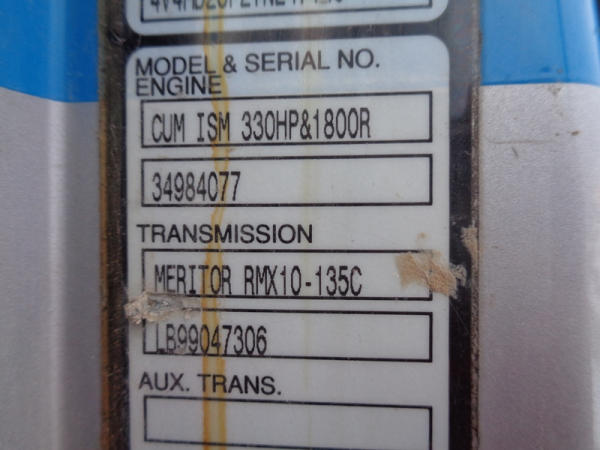 MODEL & SERIAL NO.
ENGINE
CUM ISM 330HP&1800R
34984077
TRANSMISSION
MERITOR RMX10-135C
LB99047306
AUX. TRANS.